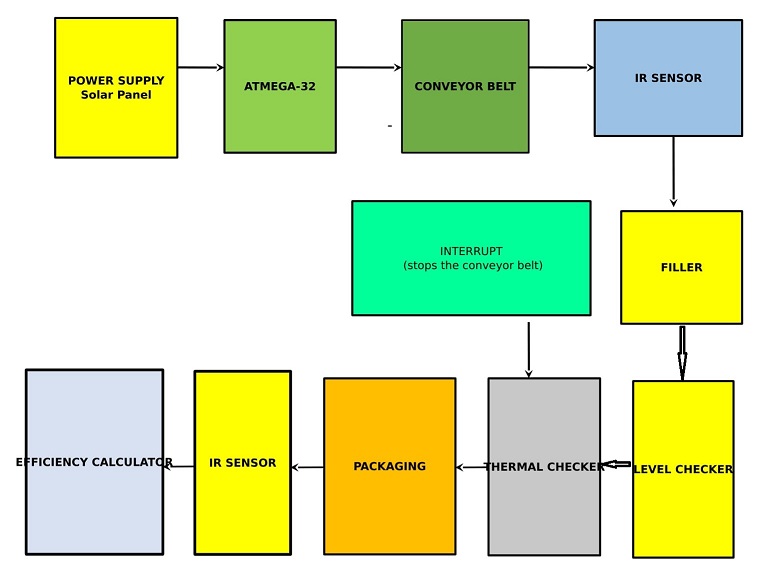 POWER SUPPLY
Solar Panel
ATMEGA-32
CONVEYOR BELT
IR SENSOR
-
INTERRUPT
(stops the conveyor belt)
FILLER
EFFICIENCY CALCULATOR
IR SENSOR
PACKAGING
THERMAL CHECKER
LEVEL CHECKER